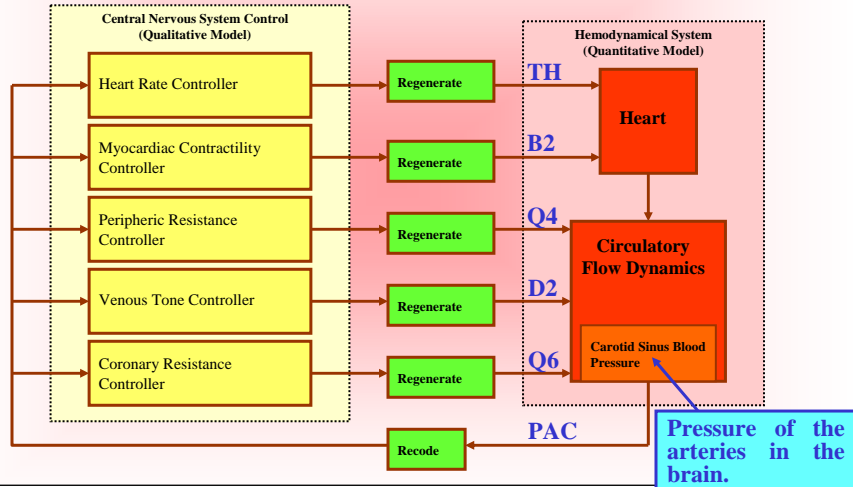 Central Nervous System Control
(Qualitative Model)
Hemodynamical System
(Quantitative Model)
Heart Rate Controller
Regenerate
TH
Heart
Myocardiac Contractility
Controller
Regenerate
B2
Peripheric Resistance
Controller
Regenerate
Q4
Circulatory
Flow Dynamics
Venous Tone Controller
Regenerate
D2
Carotid Sinus Blood
Pressure
Coronary Resistance
Controller
Regenerate
Q6
Recode
PAC
Pressure of the
arteries in the
brain.